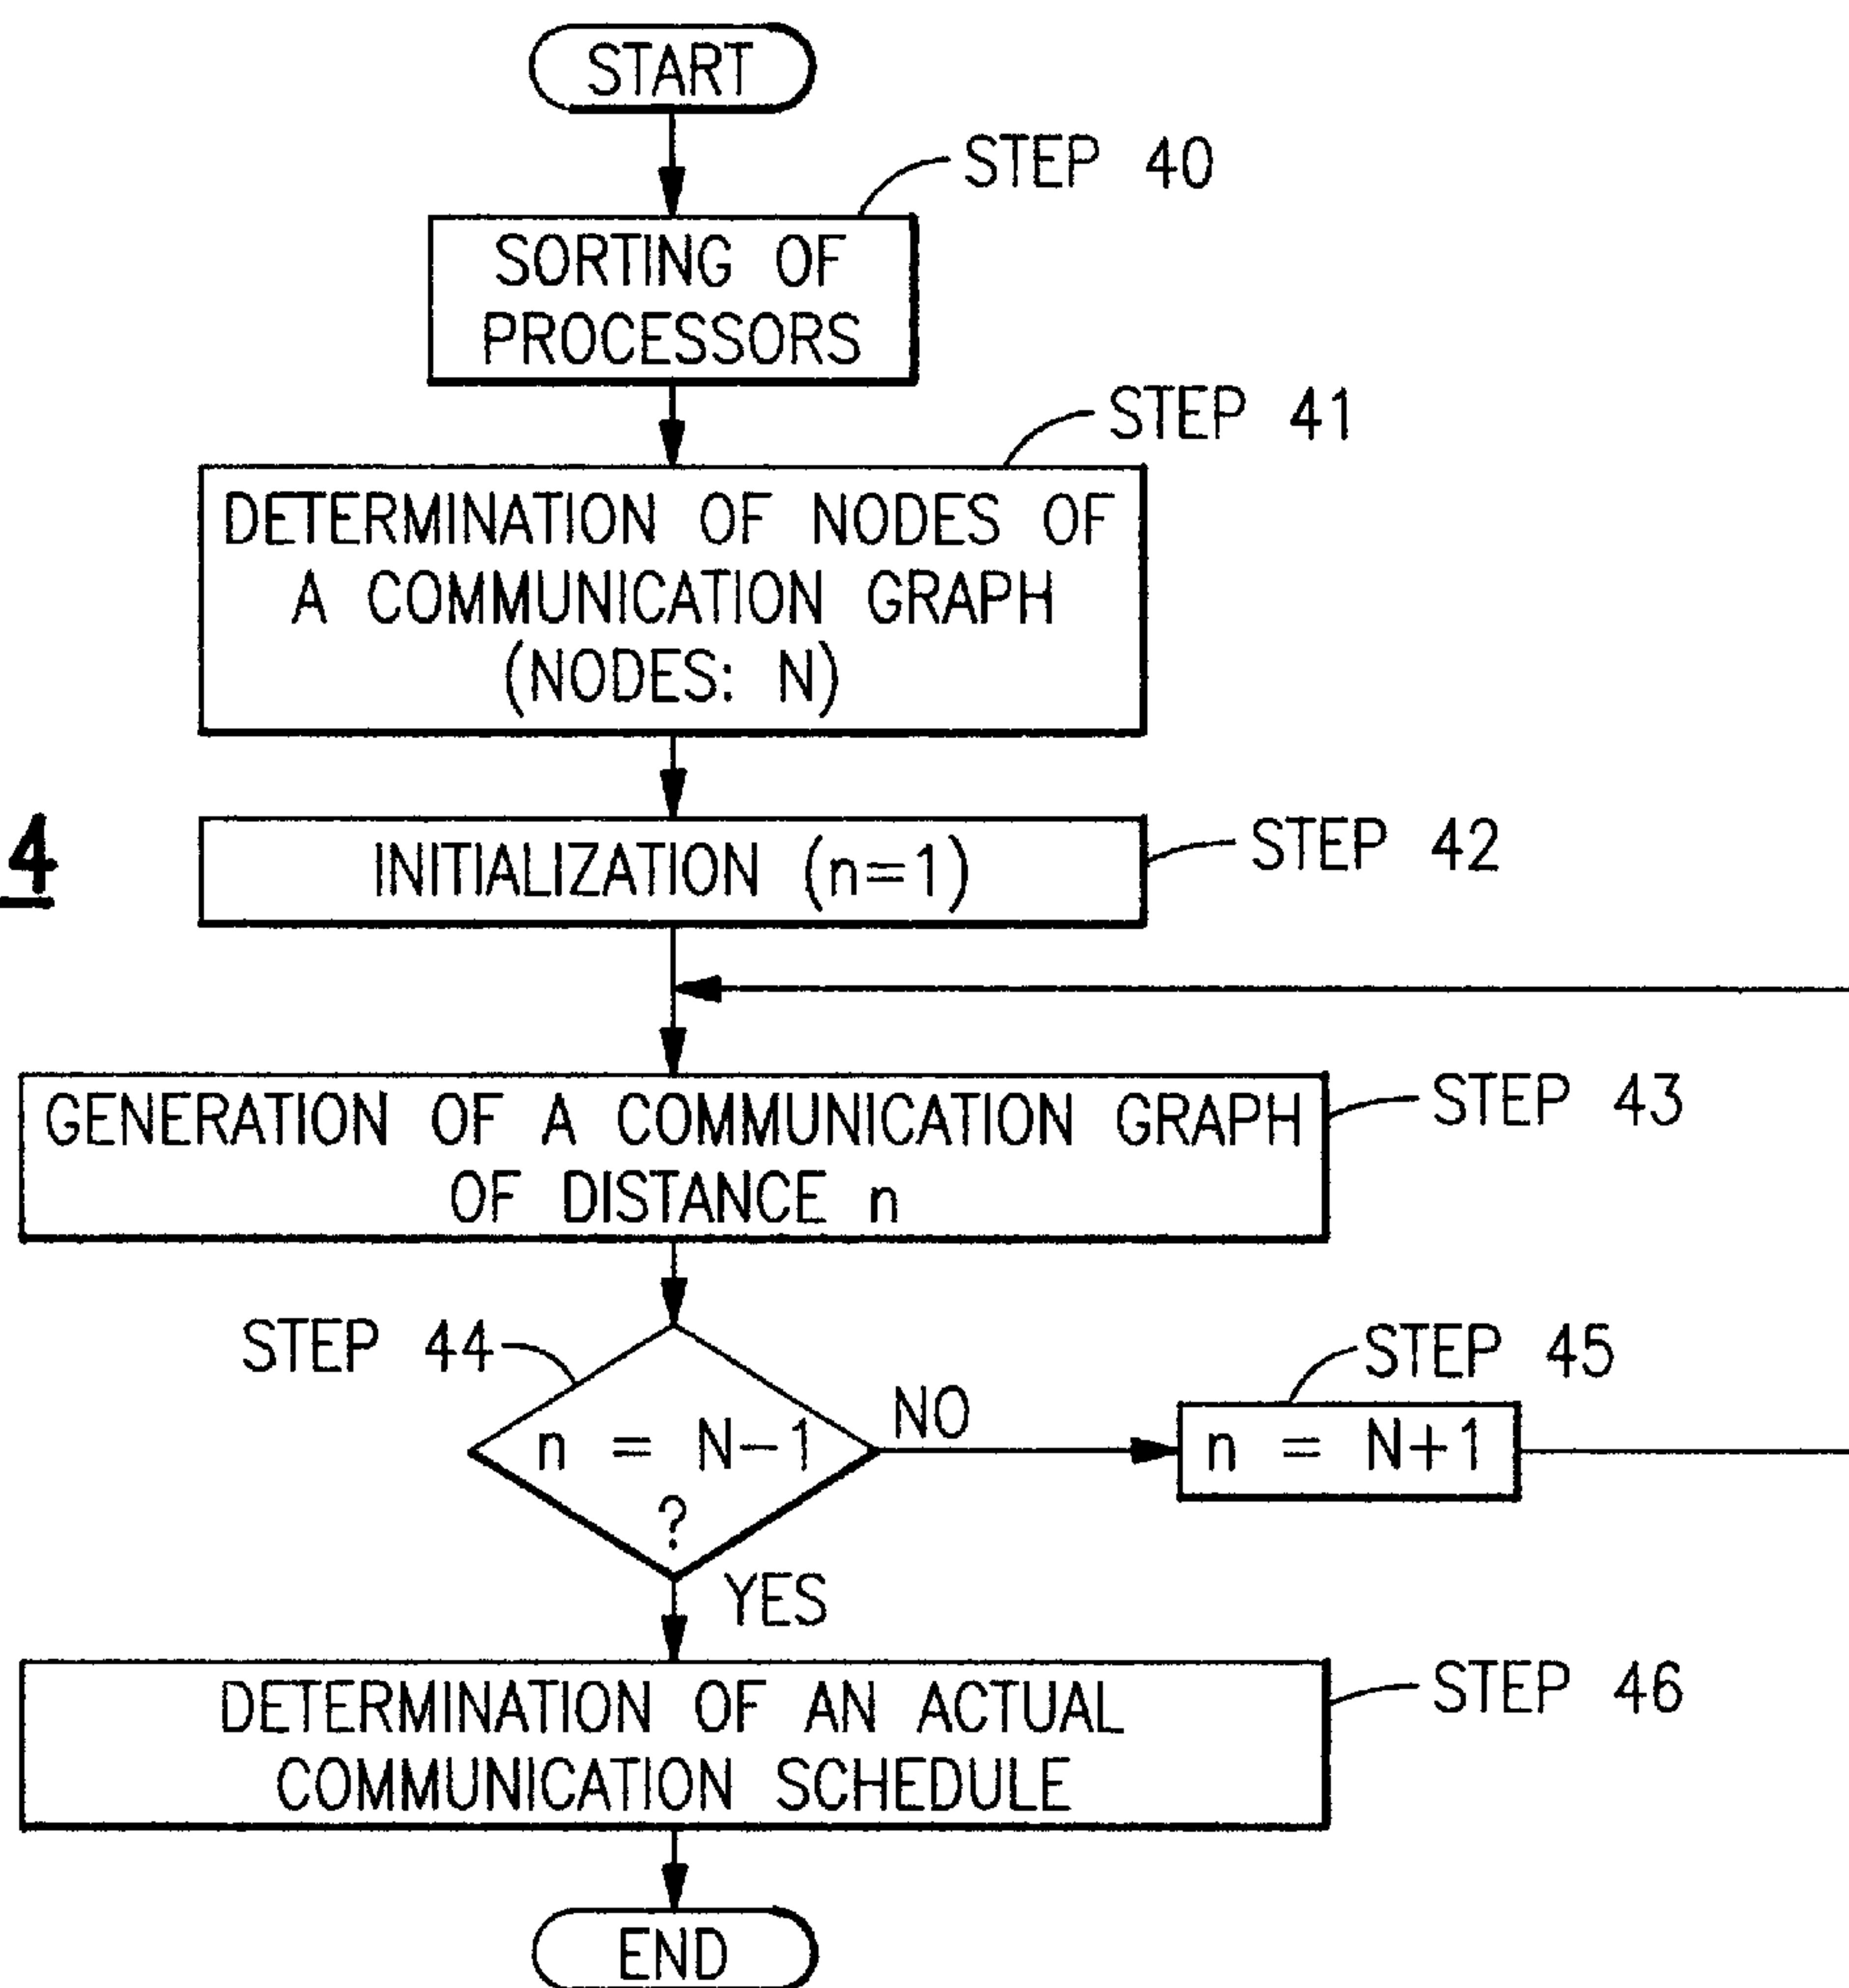 START
STEP 40
SORTING OF
PROCESSORS
STEP 41
DETERMINATION OF NODES OF
A COMMUNICATION GRAPH
(NODES: N)
4
INITIALIZATION (n=1)
STEP 42
GENERATION OF A COMMUNICATION GRAPH
OF DISTANCE n
STEP 43
STEP 44
n = N-1
?
NO
STEP 45
n = N+1
YES
DETERMINATION OF AN ACTUAL
COMMUNICATION SCHEDULE
STEP 46
END